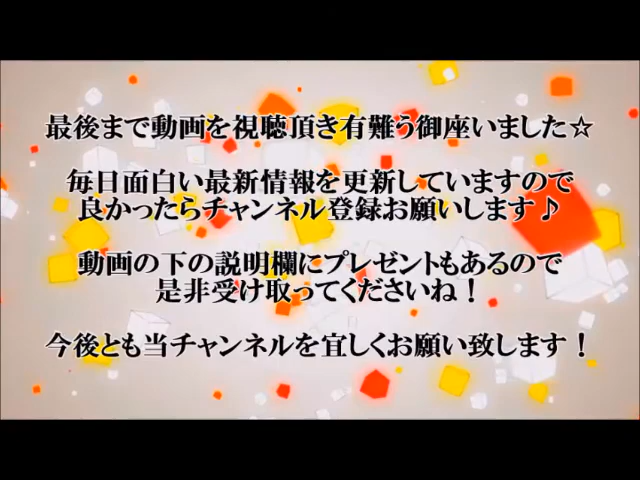 最後まで動画を視聴頂き有難う御座いました☆
毎日面白い最新情報を更新していますので
良かったらチャンネル登録お願いします♪
動画の下の説明欄にプレゼントもあるので
是非受け取ってくださいね！
今後とも当チャンネルを宜しくお願い致します！